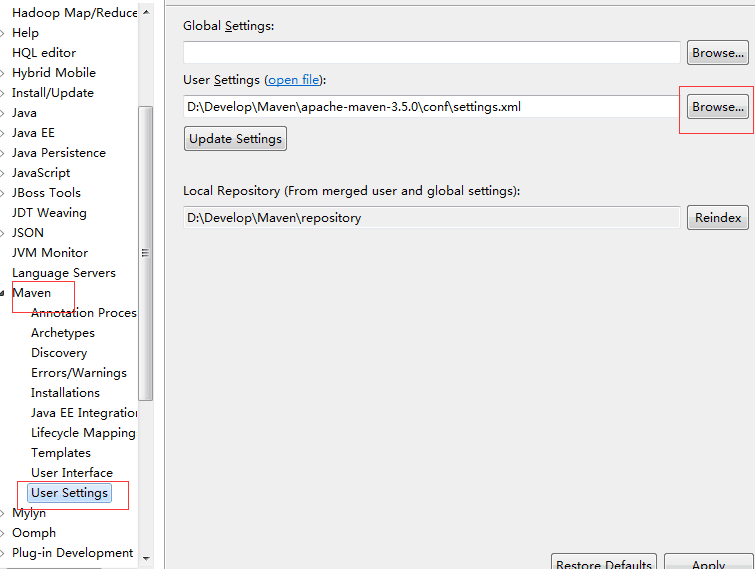 Hadoop Map/Reduce
Help
HQL editor
Hybrid Mobile
Install/Update
Java
Java EE
Java Persistence
JavaScript
JBoss Tools
JDT Weaving
JSON
JVM Monitor
Language Servers
Maven
Annotation Proces
Archetypes
Discovery
Errors/Warnings
Installations
Java EE Integration
Lifecycle Mapping
Templates
User Interface
User Settings
Mylyn
Oomph
Plug-in Development
Global Settings:
Browse...
User Settings (open file):
D:\Develop\Maven\apache-maven-3.5.0\conf\settings.xml
Browse...
Update Settings
Local Repository (From merged user and global settings):
D:\Develop\Maven\repository
Reindex
Restore Defaults
Apply